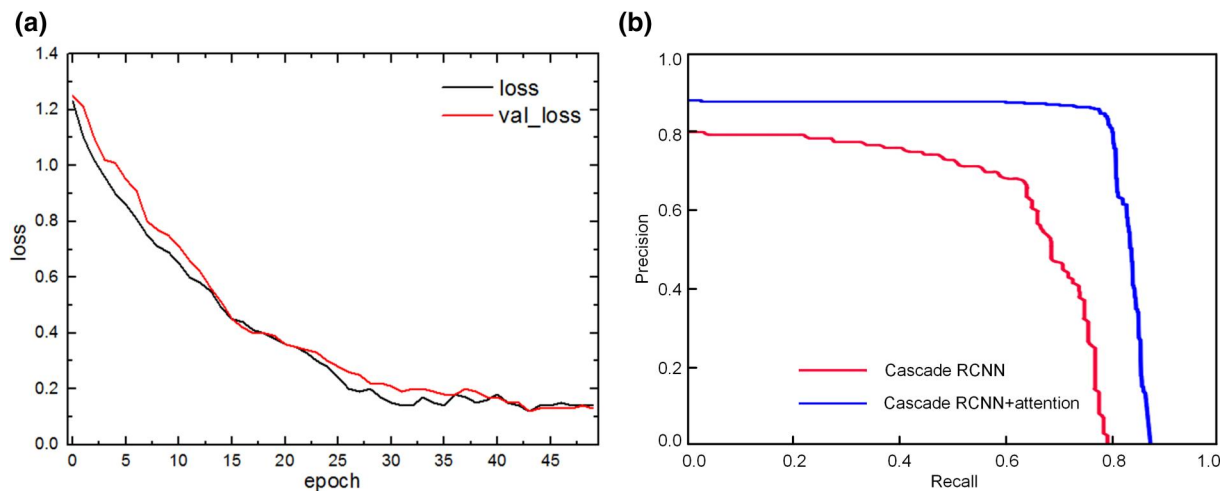 (a)
loss
val_loss
1.4
1.2
1.0
0.8
0.6
0.4
0.2
0.0
loss
0 5 10 15 20 25 30 35 40 45
epoch
(b)
1.0
0.8
0.6
0.4
0.2
0.0
Precision
Cascade RCNN
Cascade RCNN+attention
0.0 0.2 0.4 0.6 0.8 1.0
Recall